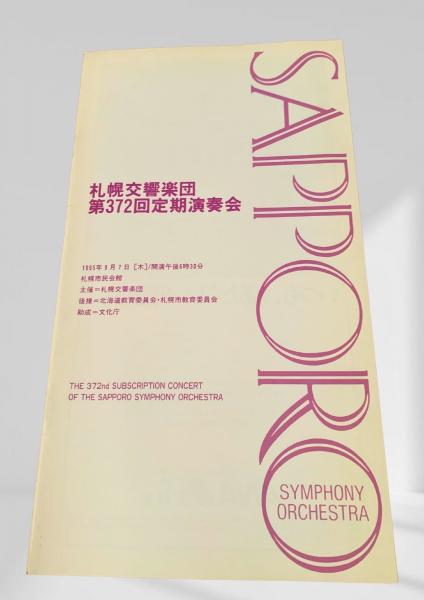 SAPPORO
SYMPHONY
ORCHESTRA
札幌交響楽団
第372回定期演奏会
1995年9月7日［木］/開演午後6時30分
札幌市民会館
主催＝札幌交響楽団
後援＝北海道教育委員会・札幌市教育委員会
助成＝文化庁
THE 372nd SUBSCRIPTION CONCERT
OF THE SAPPORO SYMPHONY ORCHESTRA